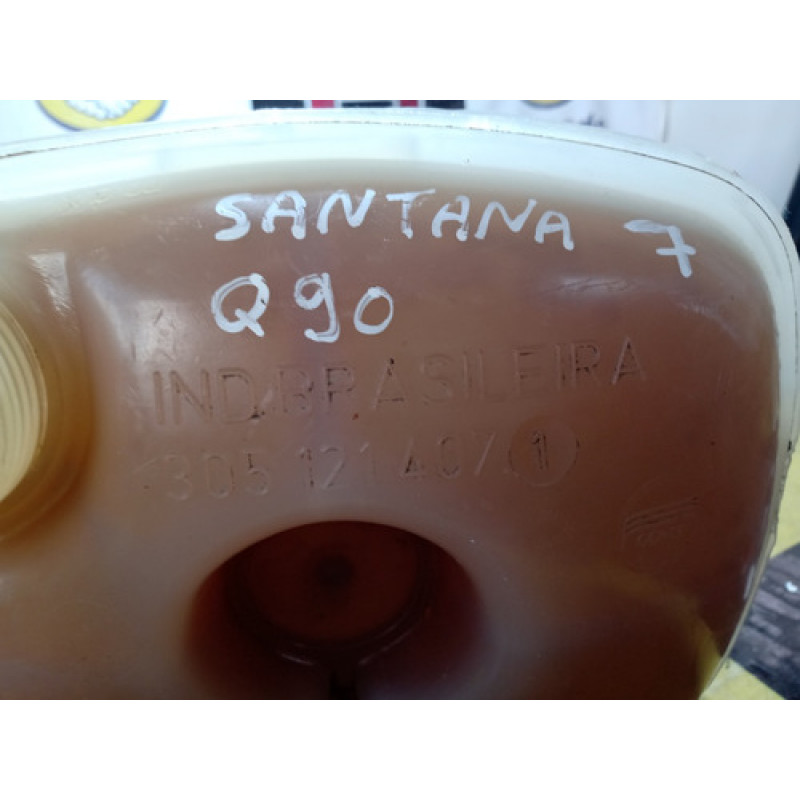 SANTANA 7
Q90
IND.BRASILEIRA
305 121 407 1